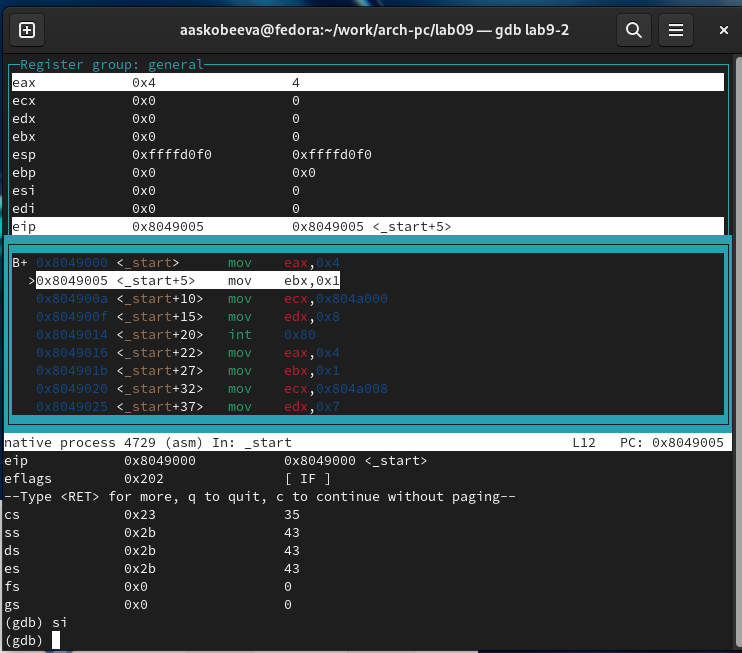 aaskobeeva@fedora:~/work/arch-pc/lab09 — gdb lab9-2
Register group: general
eax 0x4 4
ecx 0x0 0
edx 0x0 0
ebx 0x0 0
esp 0xffffd0f0 0xffffd0f0
ebp 0x0 0x0
esi 0x0 0
edi 0x0 0
eip 0x8049005 0x8049005 <_start+5>
B+ 0x8049000 <_start> mov eax,0x4
>0x8049005 <_start+5> mov ebx,0x1
0x804900a <_start+10> mov ecx,0x804a000
0x804900f <_start+15> mov edx,0x8
0x8049014 <_start+20> int 0x80
0x8049016 <_start+22> mov eax,0x4
0x804901b <_start+27> mov ebx,0x1
0x8049020 <_start+32> mov ecx,0x804a008
0x8049025 <_start+37> mov edx,0x7
native process 4729 (asm) In: _start L12 PC: 0x8049005
eip 0x8049000 0x8049000 <_start>
eflags 0x202 [ IF ]
--Type <RET> for more, q to quit, c to continue without paging--
cs 0x23 35
ss 0x2b 43
ds 0x2b 43
es 0x2b 43
fs 0x0 0
gs 0x0 0
(gdb) si
(gdb)